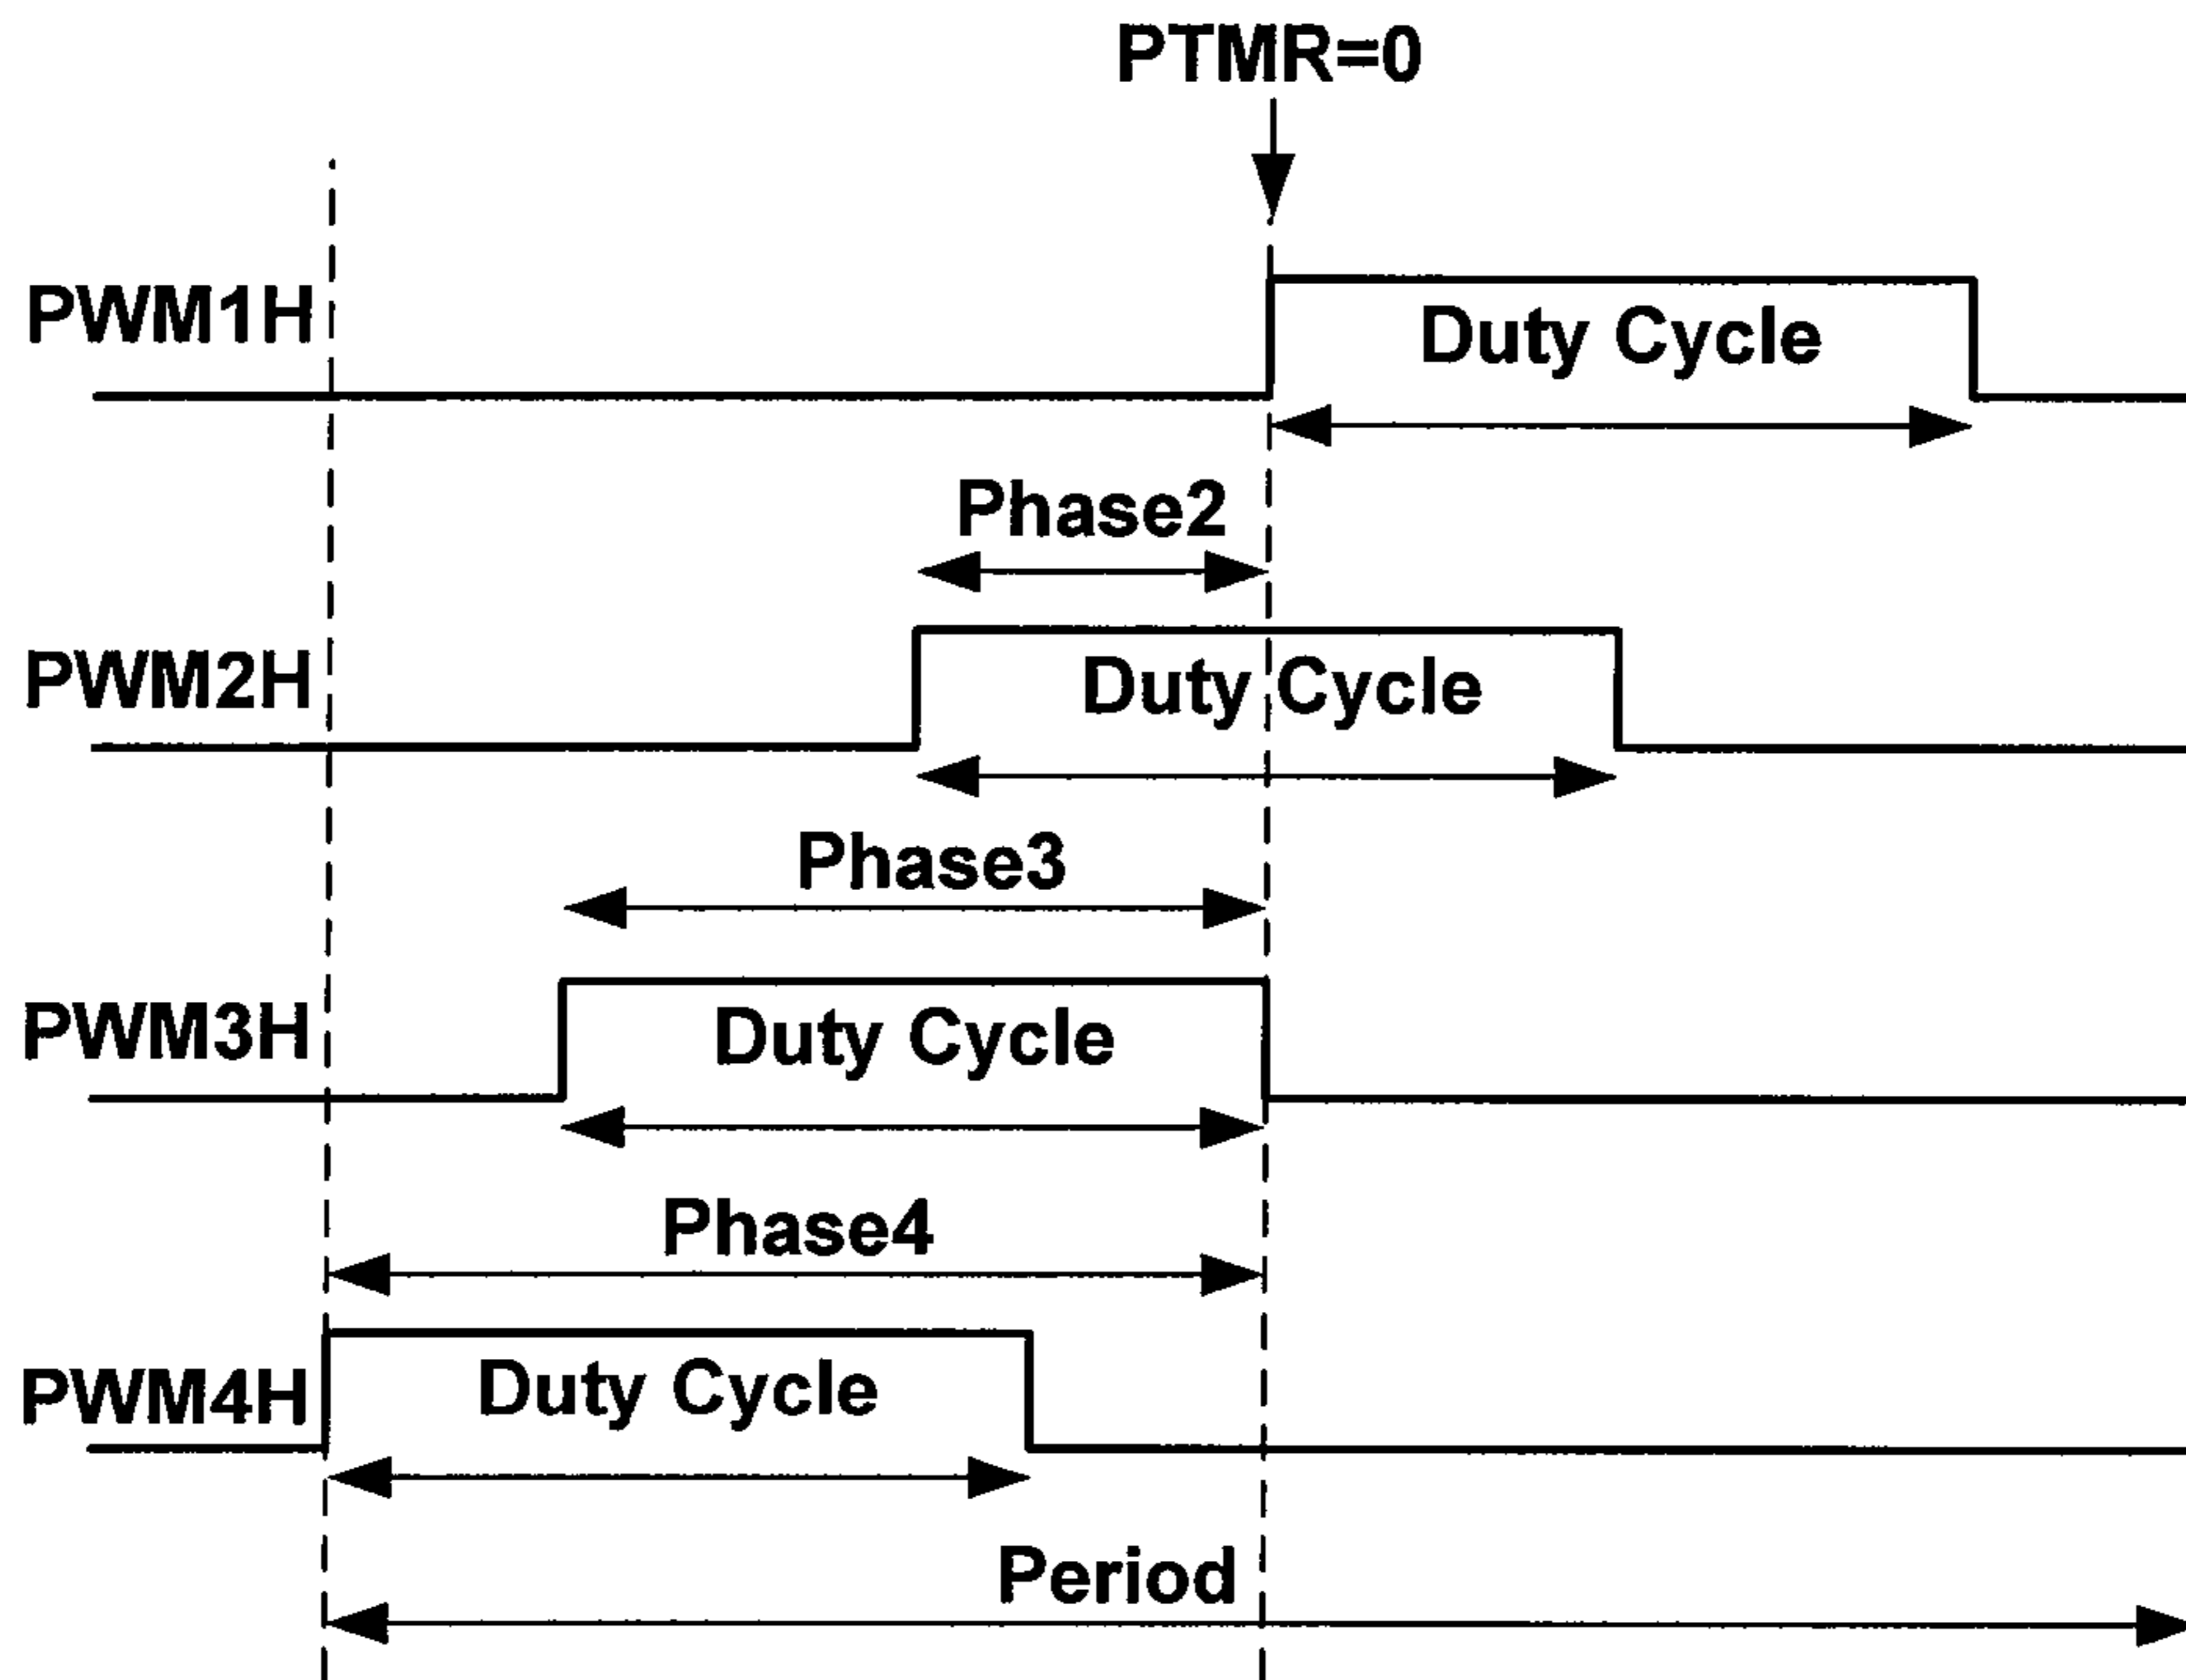 PTMR=0
PWM1H
Duty Cycle
Phase2
PWM2H
Duty Cycle
Phase3
PWM3H
Duty Cycle
Phase4
PWM4H
Duty Cycle
Period